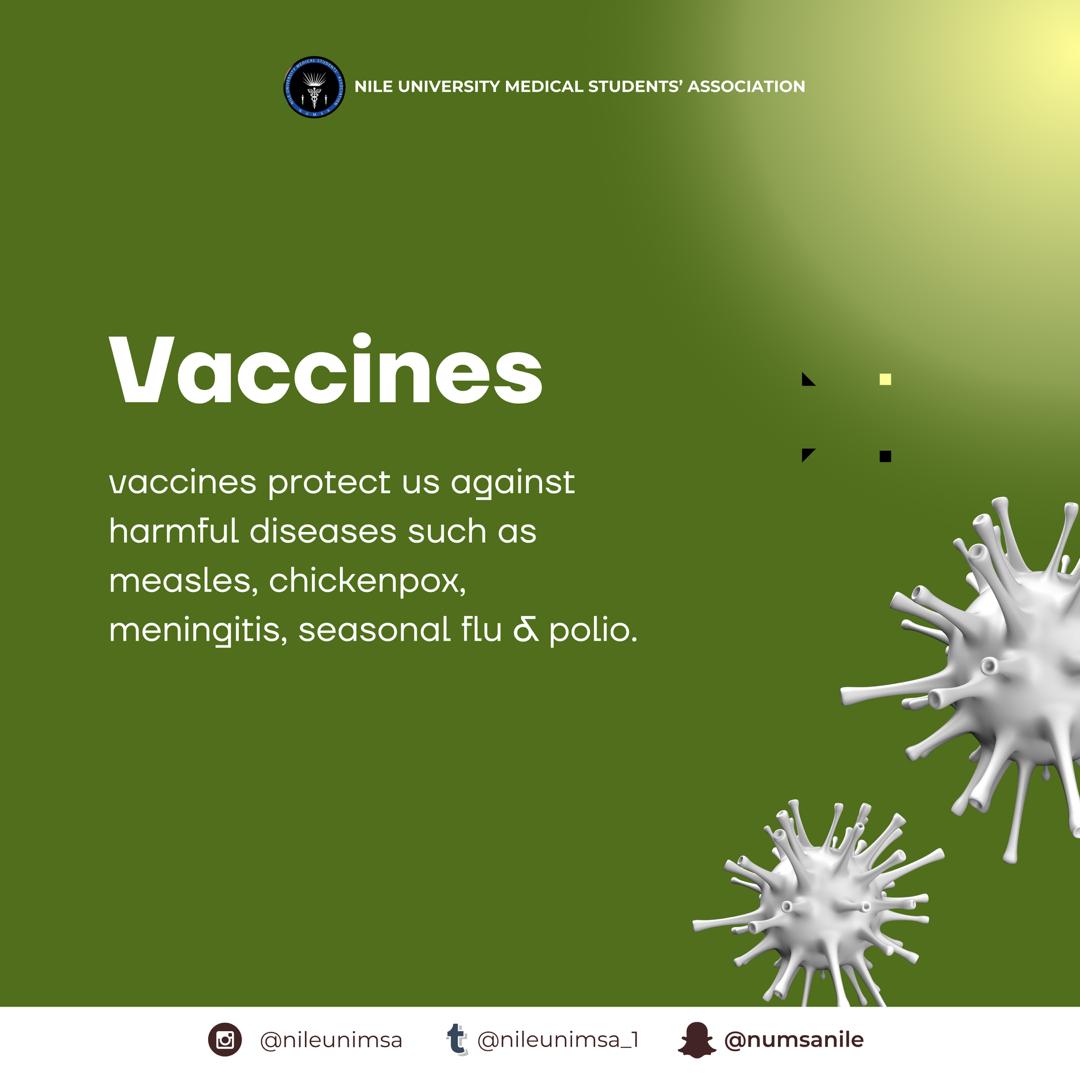 NILE UNIVERSITY MEDICAL STUDENTS’ ASSOCIATION
Vaccines
vaccines protect us against
harmful diseases such as
measles, chickenpox,
meningitis, seasonal flu & polio.
@nileunimsa
@nileunimsa_1
@numsanile